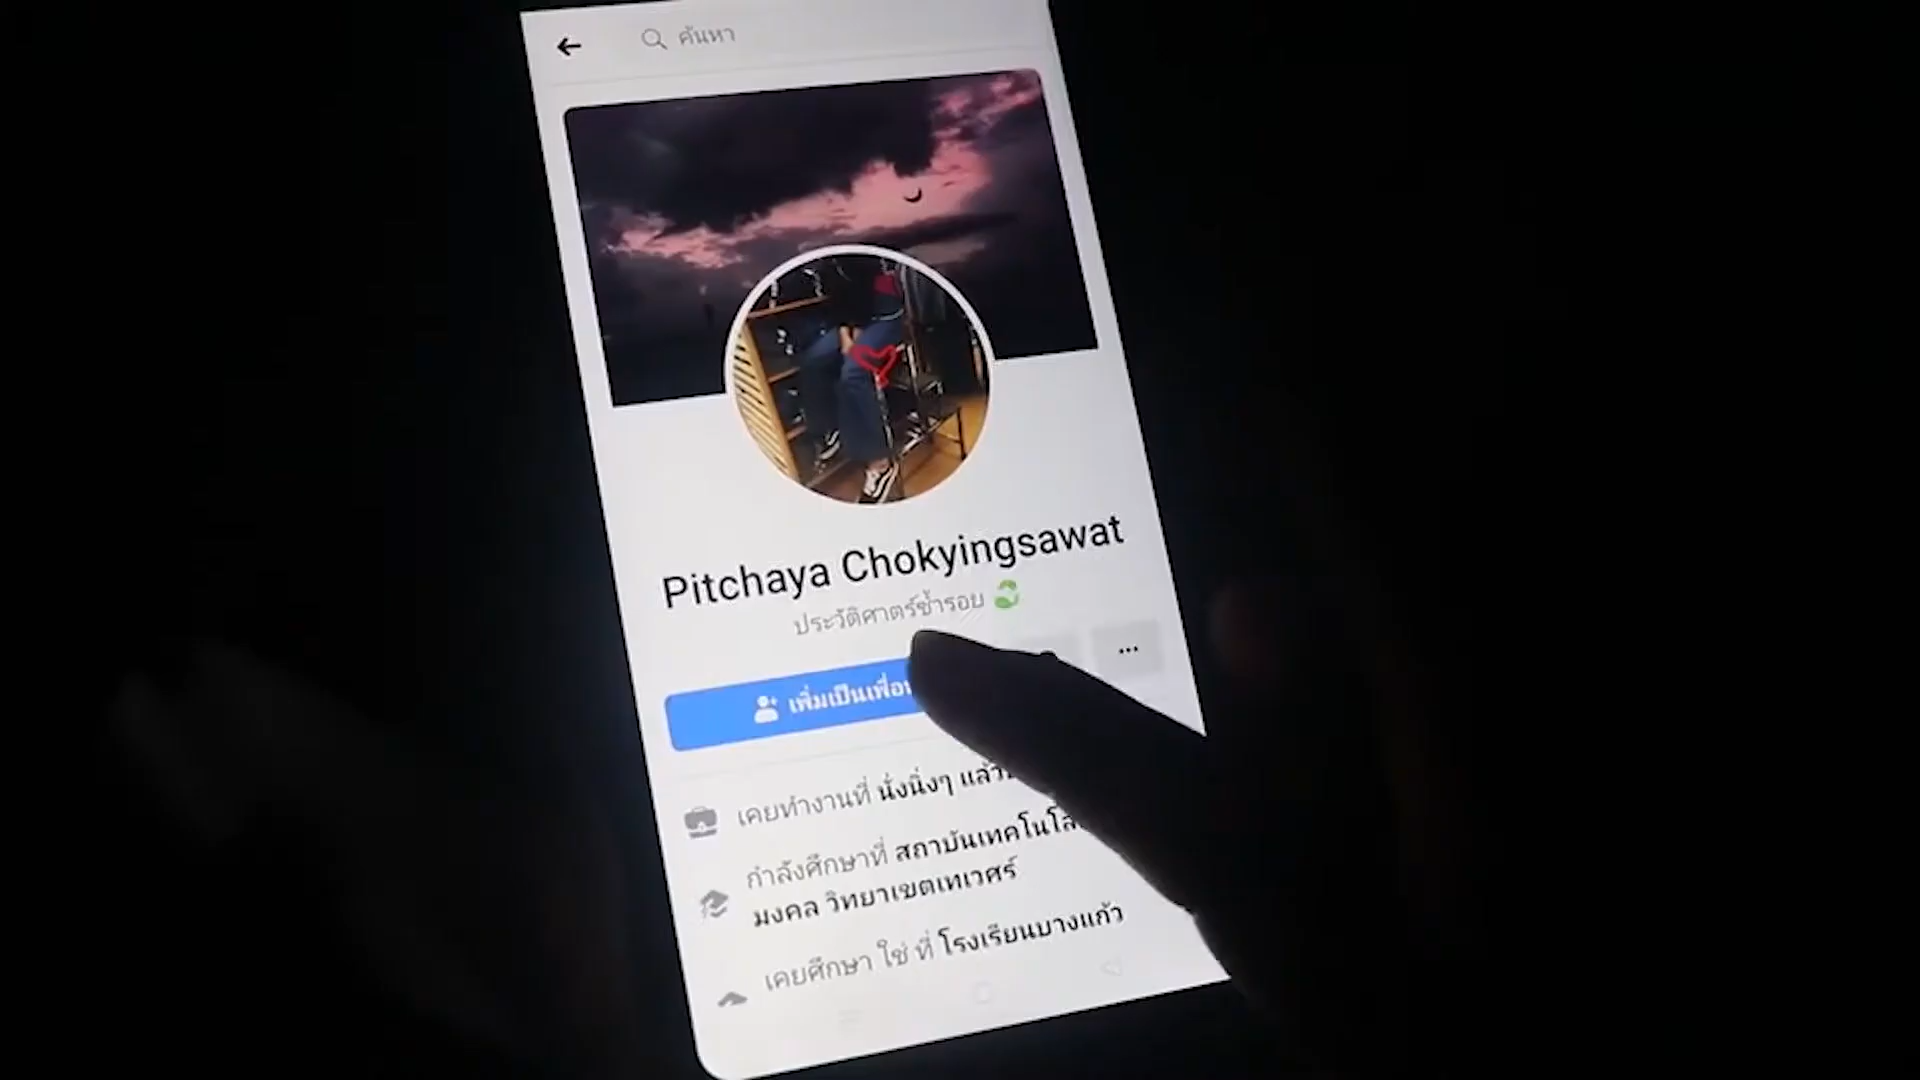 ค้นหา
Pitchaya Chokyingsawat
ประวัติศาตร์ซ้ำรอย
เพิ่มเป็นเพื่อน
เคยทำงานที่ นั่งนิ่งๆ
กำลังศึกษาที่ สถาบันเทคโนโล
มงคล วิทยาเขตเทเวศร์
เคยศึกษา ใช่ ที่ โรงเรียนบางแก้ว